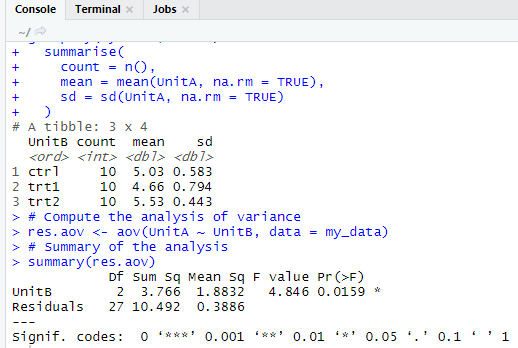 Console Terminal × Jobs ×
~/
+ summarise(
+ count = n(),
+ mean = mean(UnitA, na.rm = TRUE),
+ sd = sd(UnitA, na.rm = TRUE)
+ )
# A tibble: 3 x 4
UnitB count mean sd
<ord> <int> <dbl> <dbl>
1 ctrl 10 5.03 0.583
2 trt1 10 4.66 0.794
3 trt2 10 5.53 0.443
> # Compute the analysis of variance
> res.aov <- aov(UnitA ~ UnitB, data = my_data)
> # Summary of the analysis
> summary(res.aov)
Df Sum Sq Mean Sq F value Pr(>F)
UnitB 2 3.766 1.8832 4.846 0.0159 *
Residuals 27 10.492 0.3886
---
Signif. codes: 0 ‘***’ 0.001 ‘**’ 0.01 ‘*’ 0.05 ‘.’ 0.1 ‘ ’ 1